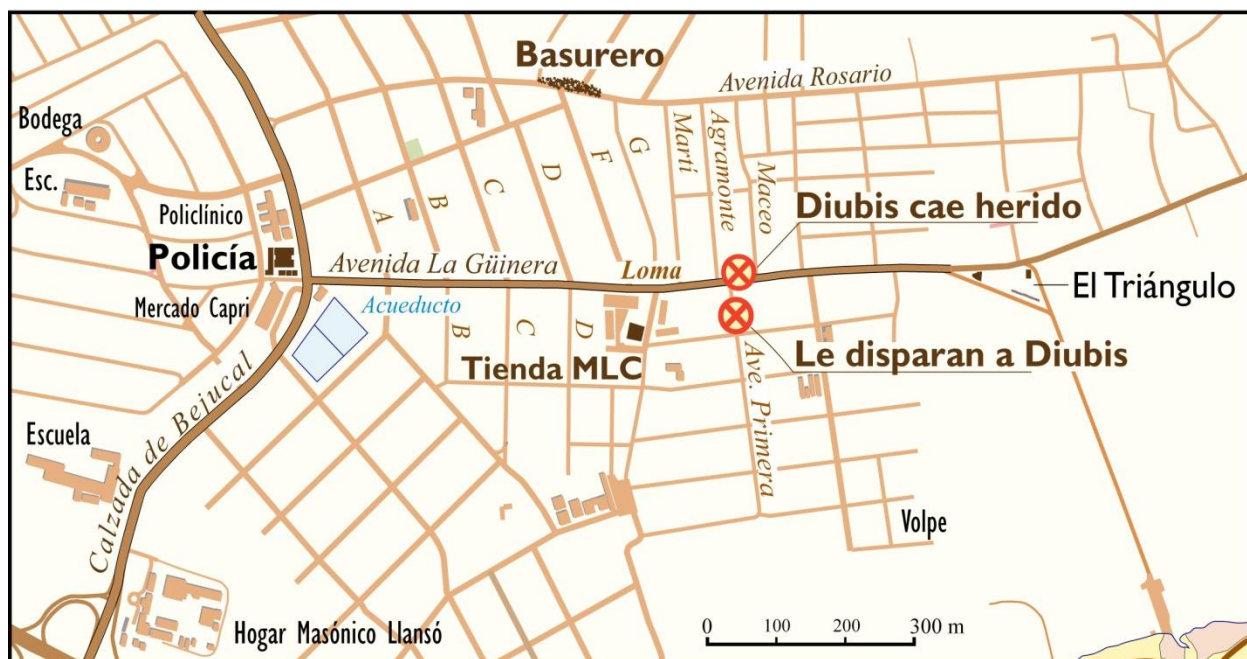 Basurero
Avenida Rosario
Bodega
Esc.
Policlínico
Policía
Mercado Capri
A
B
C
D
F
G
Martí
Agramonte
Maceo
Diubis cae herido
Avenida La Güinera
Loma
Acueducto
El Triángulo
B
C
D
Tienda MLC
Le disparan a Diubis
Ave. Primera
Calzada de Bejucal
Escuela
Volpe
Hogar Masónico Llansó
0 100 200 300 m